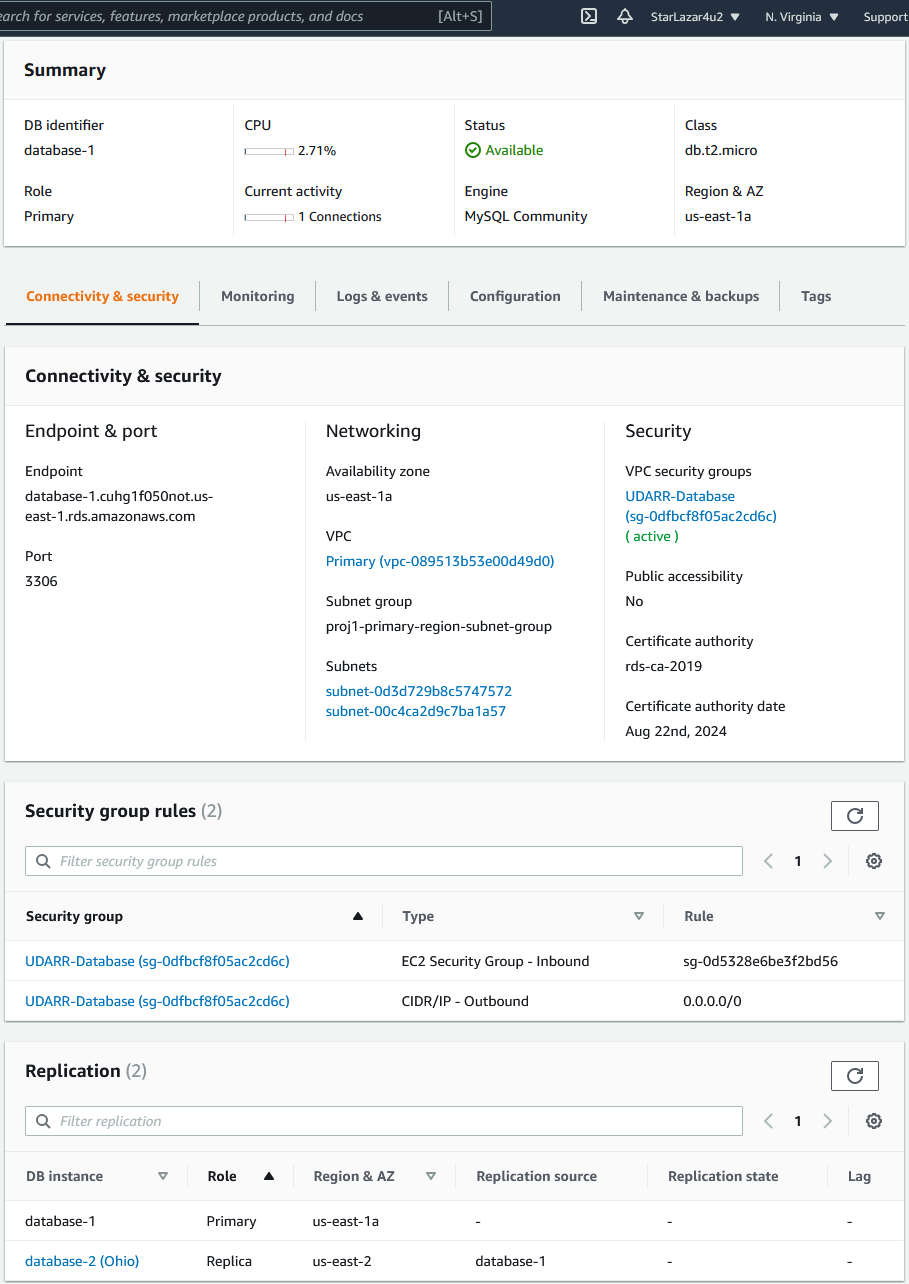 earch for services, features, marketplace products, and docs [Alt+S] StarLazar4u2 N. Virginia Support
Summary
DB identifier CPU Status Class
database-1 2.71% Available db.t2.micro
Role Current activity Engine Region & AZ
Primary 1 Connections MySQL Community us-east-1a
Connectivity & security Monitoring Logs & events Configuration Maintenance & backups Tags
Connectivity & security
Endpoint & port
Endpoint
database-1.cuhg1f050not.us-
east-1.rds.amazonaws.com
Port
3306
Networking
Availability zone
us-east-1a
VPC
Primary (vpc-089513b53e00d49d0)
Subnet group
proj1-primary-region-subnet-group
Subnets
subnet-0d3d729b8c5747572
subnet-00c4ca2d9c7ba1a57
Security
VPC security groups
UDARR-Database
(sg-0dfbcf8f05ac2cd6c)
( active )
Public accessibility
No
Certificate authority
rds-ca-2019
Certificate authority date
Aug 22nd, 2024
Security group rules (2)
Filter security group rules 1
Security group Type Rule
UDARR-Database (sg-0dfbcf8f05ac2cd6c) EC2 Security Group - Inbound sg-0d5328e6be3f2bd56
UDARR-Database (sg-0dfbcf8f05ac2cd6c) CIDR/IP - Outbound 0.0.0.0/0
Replication (2)
Filter replication 1
DB instance Role Region & AZ Replication source Replication state Lag
database-1 Primary us-east-1a - - -
database-2 (Ohio) Replica us-east-2 database-1 - -